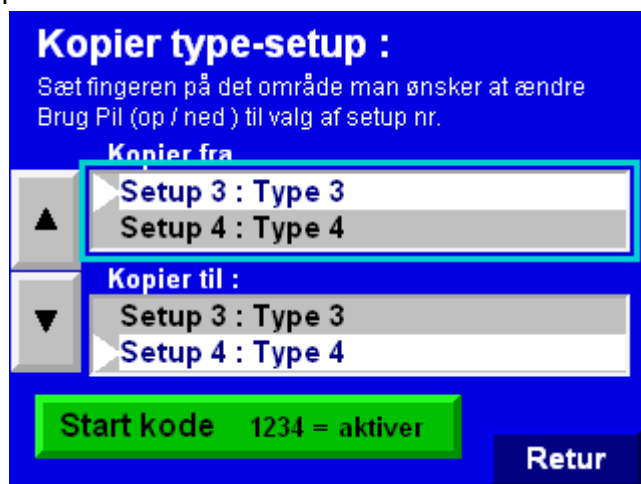 Kopier type-setup :
Sæt fingeren på det område man ønsker at ændre
Brug Pil (op / ned ) til valg af setup nr.
Kopier fra
Setup 3 : Type 3
Setup 4 : Type 4
Kopier til :
Setup 3 : Type 3
Setup 4 : Type 4
Start kode 1234 = aktiver
Retur